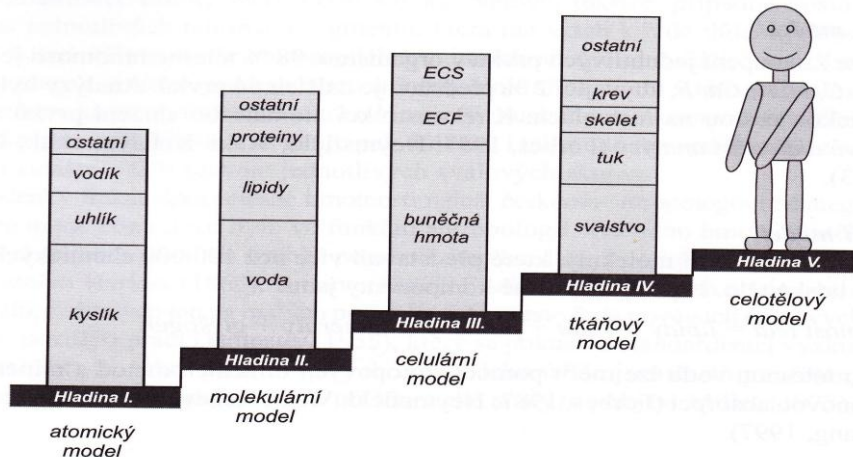 ostatní
vodík
uhlík
kyslík
Hladina I.
atomický
model
ostatní
proteiny
lipidy
voda
Hladina II.
molekulární
model
ECS
ECF
buněčná
hmota
Hladina III.
celulární
model
ostatní
krev
skelet
tuk
svalstvo
Hladina IV.
tkáňový
model
Hladina V.
celotělový
model